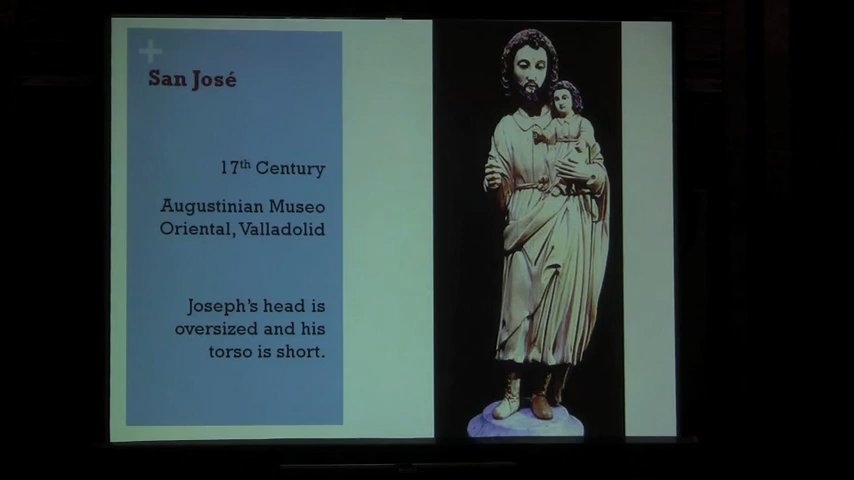 San José
17th Century
Augustinian Museo
Oriental, Valladolid
Joseph's head is
oversized and his
torso is short.